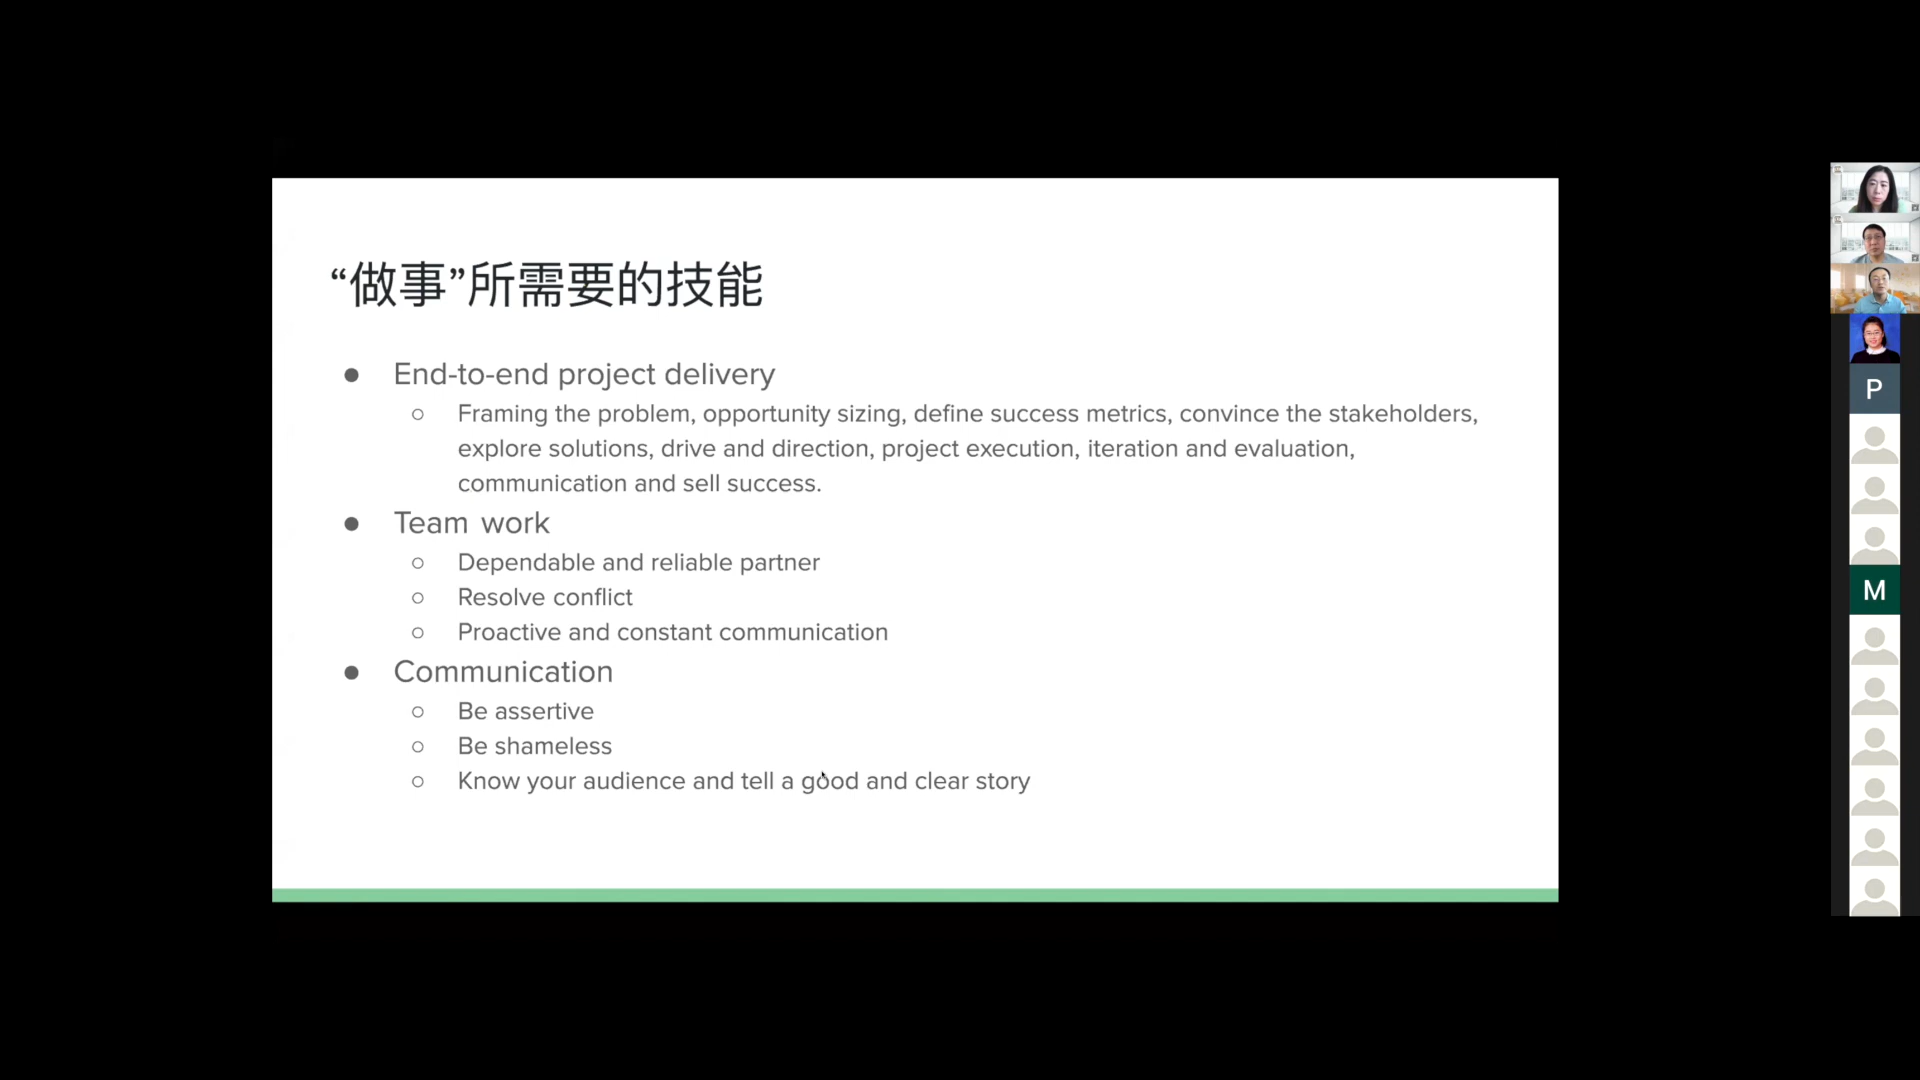 “做事”所需要的技能
● End-to-end project delivery
○ Framing the problem, opportunity sizing, define success metrics, convince the stakeholders,
explore solutions, drive and direction, project execution, iteration and evaluation,
communication and sell success.
● Team work
○ Dependable and reliable partner
○ Resolve conflict
○ Proactive and constant communication
● Communication
○ Be assertive
○ Be shameless
○ Know your audience and tell a good and clear story
P
M